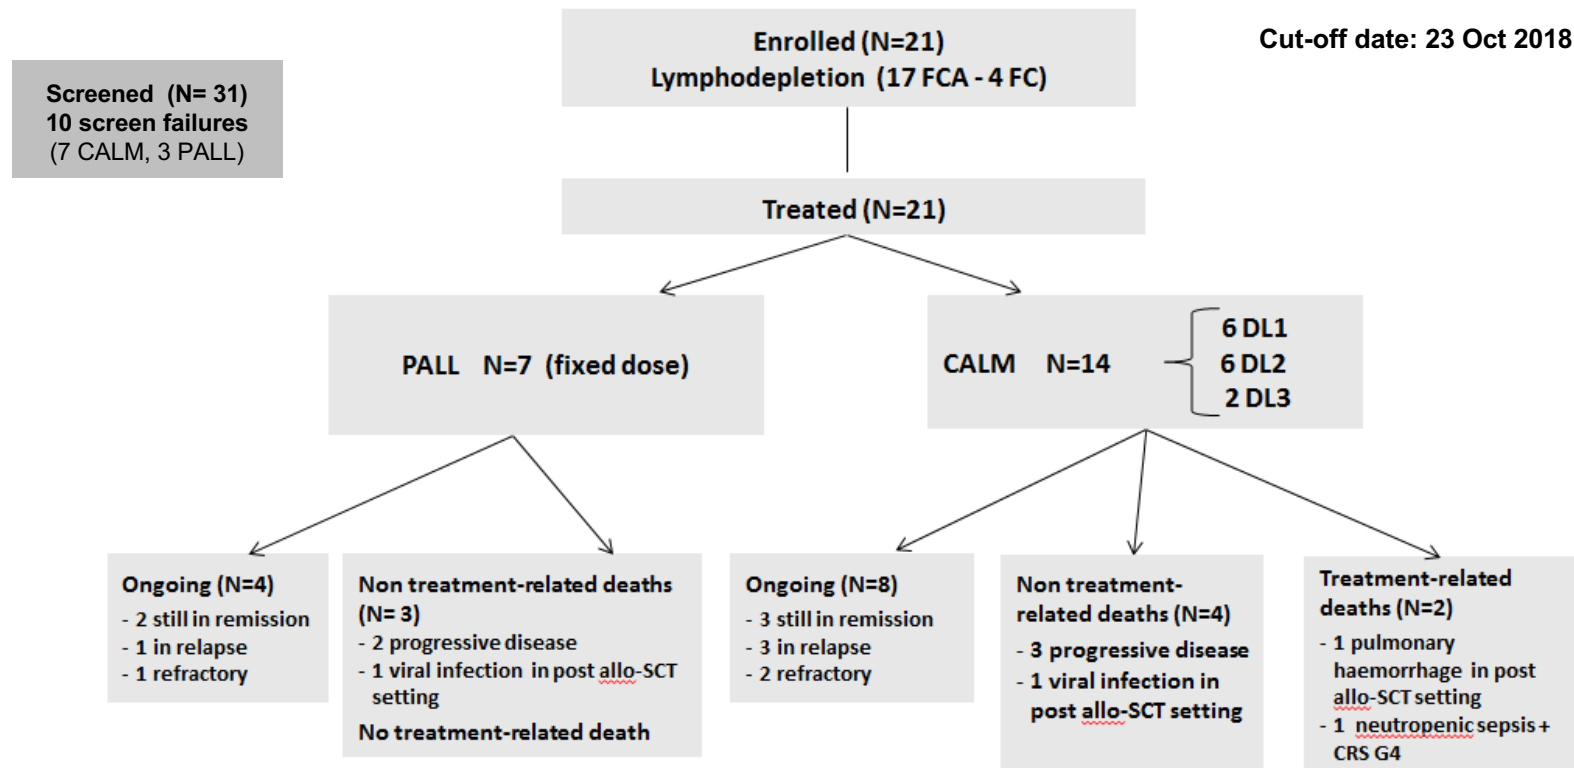 Enrolled (N=21)
Lymphodepletion (17 FCA - 4 FC)
Cut-off date: 23 Oct 2018
Screened (N= 31)
10 screen failures
(7 CALM, 3 PALL)
Treated (N=21)
PALL N=7 (fixed dose)
CALM N=14
6 DL1
6 DL2
2 DL3
Ongoing (N=4)
- 2 still in remission
- 1 in relapse
- 1 refractory
Non treatment-related deaths
(N= 3)
- 2 progressive disease
- 1 viral infection in post allo-SCT
setting
No treatment-related death
Ongoing (N=8)
- 3 still in remission
- 3 in relapse
- 2 refractory
Non treatment-
related deaths (N=4)
- 3 progressive disease
- 1 viral infection in
post allo-SCT setting
Treatment-related
deaths (N=2)
- 1 pulmonary
haemorrhage in post
allo-SCT setting
- 1 neutropenic sepsis +
CRS G4